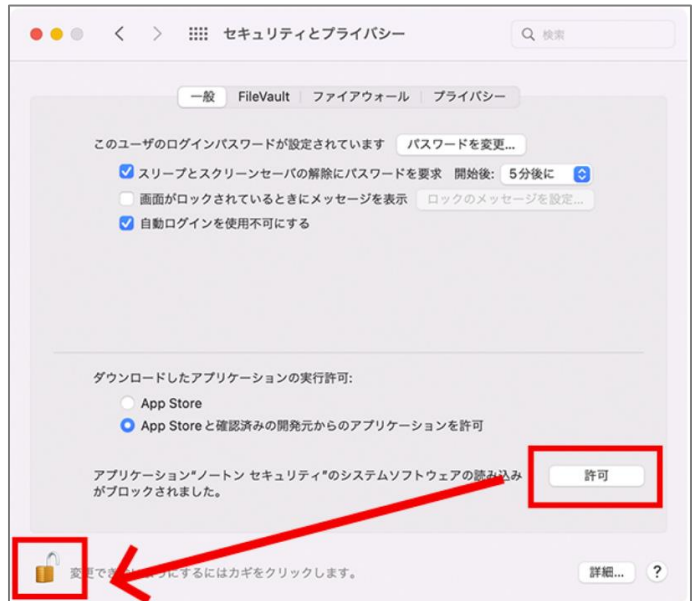 セキュリティとプライバシー
検索
一般 FileVault ファイアウォール プライバシー
このユーザのログインパスワードが設定されています パスワードを変更...
スリープとスクリーンセーバの解除にパスワードを要求 開始後: 5分後に
画面がロックされているときにメッセージを表示 ロックのメッセージを設定...
自動ログインを使用不可にする
ダウンロードしたアプリケーションの実行許可:
App Store
App Storeと確認済みの開発元からのアプリケーションを許可
アプリケーション"ノートン セキュリティ"のシステムソフトウェアの読み込み
がブロックされました。
許可
変更できないようにするにはカギをクリックします。
詳細... ?